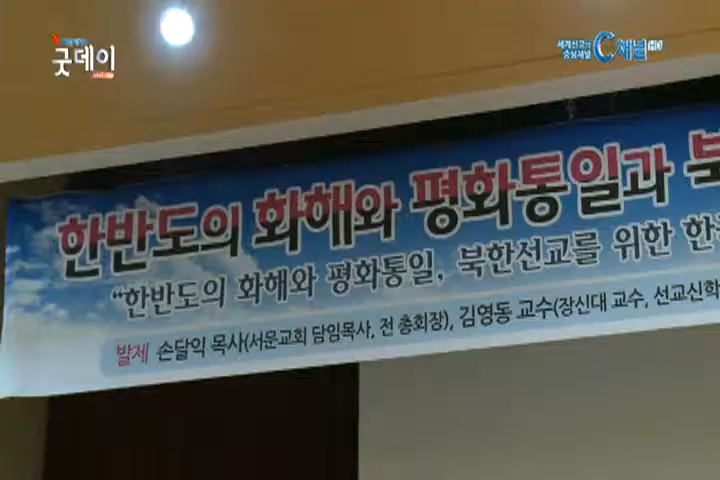 굿데이
세계선교의
중심채널
C채널 HD
한반도의 화해와 평화통일과 북
“한반도의 화해와 평화통일, 북한선교를 위한
발제 손달익 목사(서문교회 담임목사, 전 총회장), 김영동 교수(장신대 교수, 선교신학